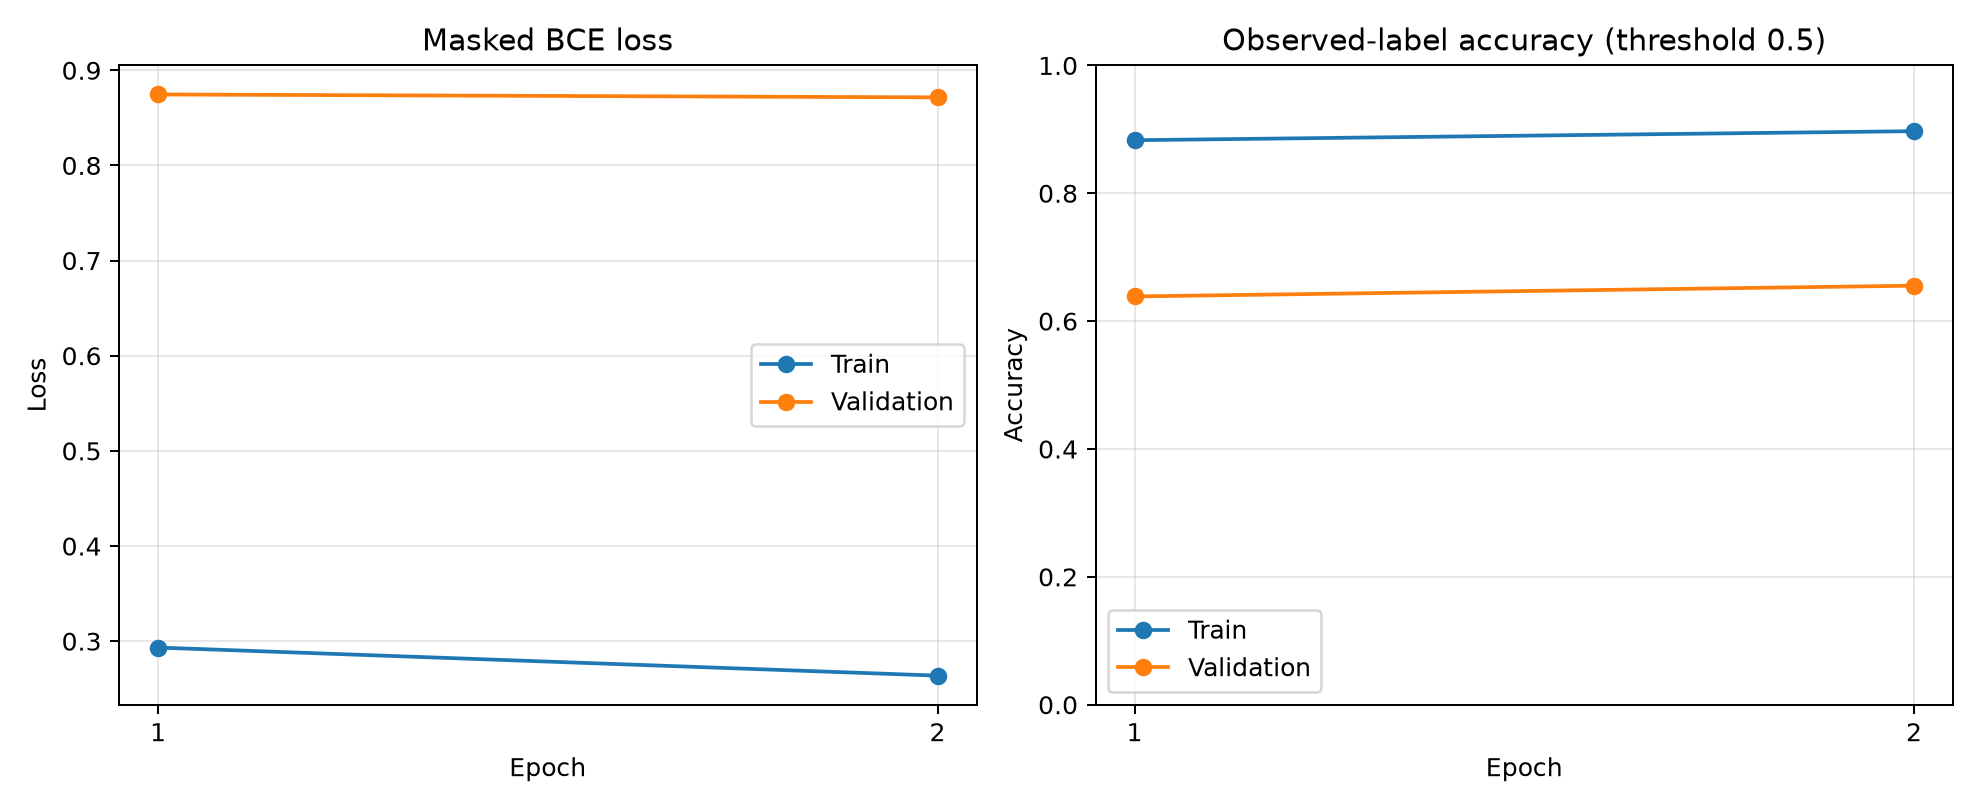 Masked BCE loss
0.9
0.8
0.7
0.6
0.5
0.4
0.3
Loss
Train
Validation
1
2
Epoch
Observed-label accuracy (threshold 0.5)
1.0
0.8
0.6
0.4
0.2
0.0
Accuracy
Train
Validation
1
2
Epoch